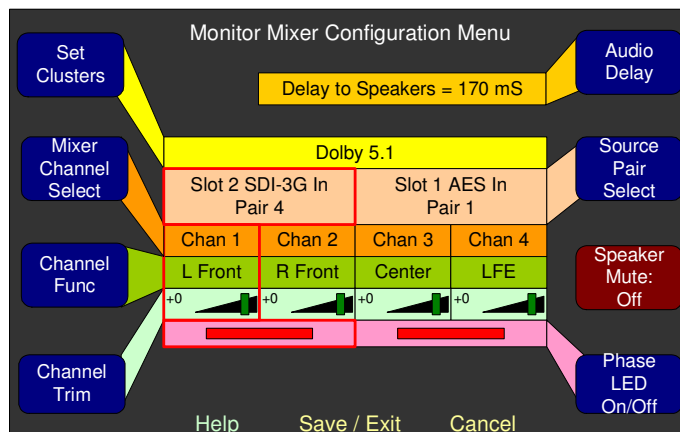 Monitor Mixer Configuration Menu
Set
Clusters
Audio
Delay
Delay to Speakers = 170 mS
Dolby 5.1
Mixer
Channel
Select
Slot 2 SDI-3G In
Pair 4
Slot 1 AES In
Pair 1
Source
Pair
Select
Chan 1
Chan 2
Chan 3
Chan 4
Channel
Func
L Front
R Front
Center
LFE
Speaker
Mute:
Off
+0
+0
+0
+0
Channel
Trim
Phase
LED
On/Off
Help
Save / Exit
Cancel